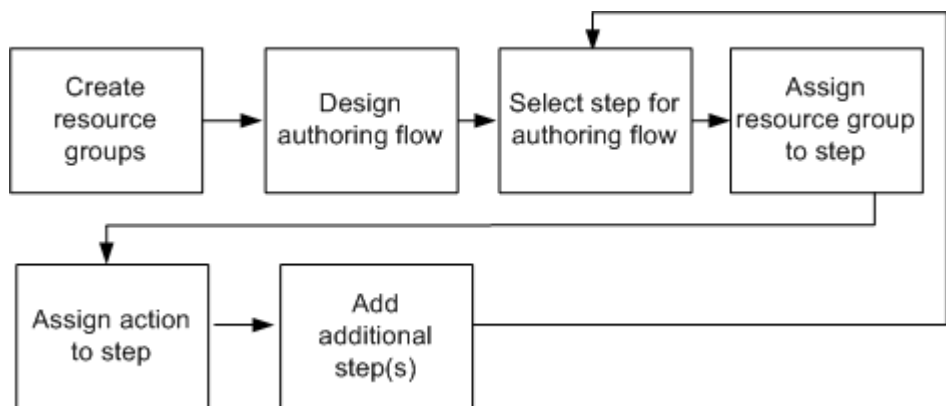 Create
resource
groups
Design
authoring flow
Select step for
authoring flow
Assign
resource group
to step
Assign action
to step
Add
additional
step(s)